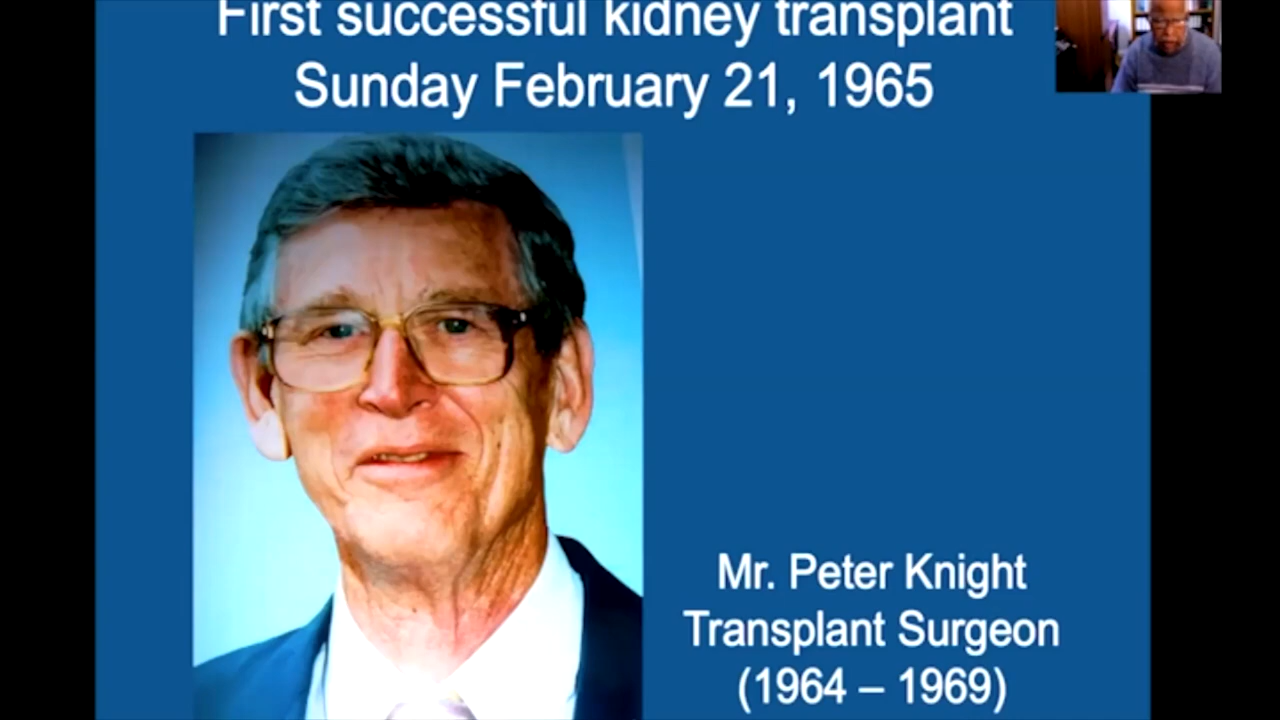 First successful kidney transplant
Sunday February 21, 1965
Mr. Peter Knight
Transplant Surgeon
(1964 – 1969)